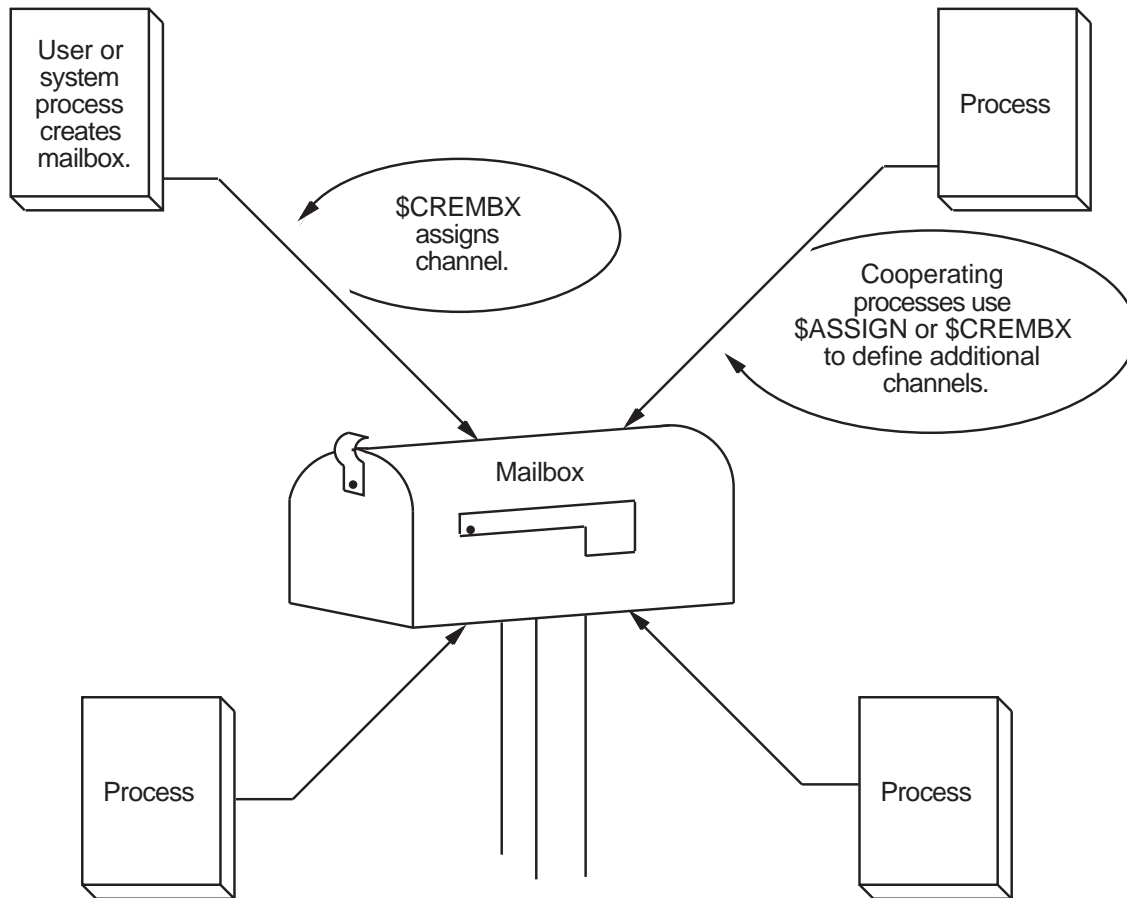 User or
system
process
creates
mailbox.
Process
$CREMBX
assigns
channel.
Cooperating
processes use
$ASSIGN or $CREMBX
to define additional
channels.
Mailbox
Process
Process